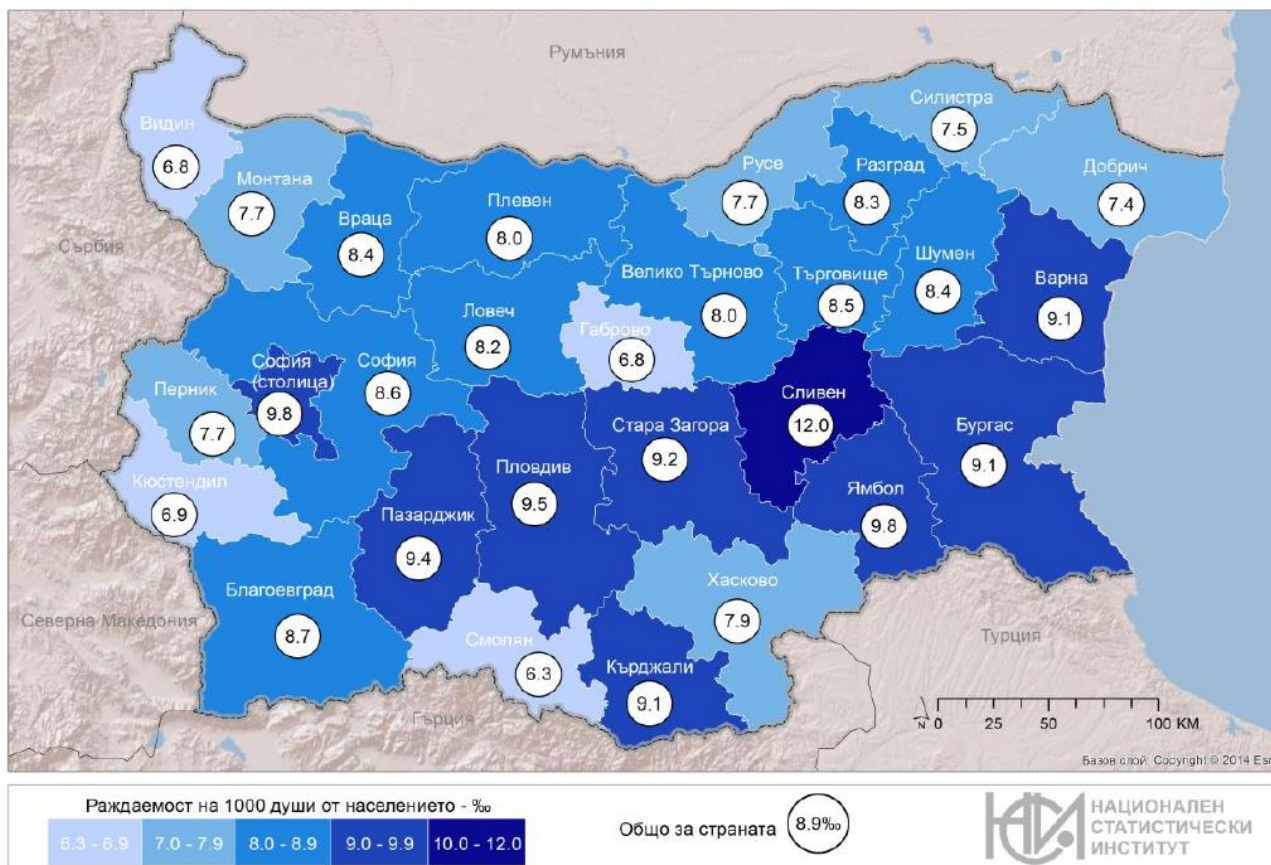 Румъния
Силистра
7.5
Видин
6.8
Русе
7.7
Разград
8.3
Добрич
7.4
Монтана
7.7
Плевен
8.0
Враца
8.4
Сърбия
Велико Търново
8.0
Търговище
8.5
Шумен
8.4
Варна
9.1
Ловеч
8.2
Габрово
6.8
София
(столица)
9.8
София
8.6
Перник
7.7
Сливен
12.0
Стара Загора
9.2
Бургас
9.1
Кюстендил
6.9
Пловдив
9.5
Ямбол
9.8
Пазарджик
9.4
Благоевград
8.7
Хасково
7.9
Северна Македония
Смолян
6.3
Кърджали
9.1
Турция
Гърция
N 0 25 50 100 KM
Базов слой: Copyright:© 2014 Esr
Раждаемост на 1000 души от населението - ‰
6.3 - 6.9 7.0 - 7.9 8.0 - 8.9 9.0 - 9.9 10.0 - 12.0
Общо за страната 8.9‰
НСИ
НАЦИОНАЛЕН
СТАТИСТИЧЕСКИ
ИНСТИТУТ